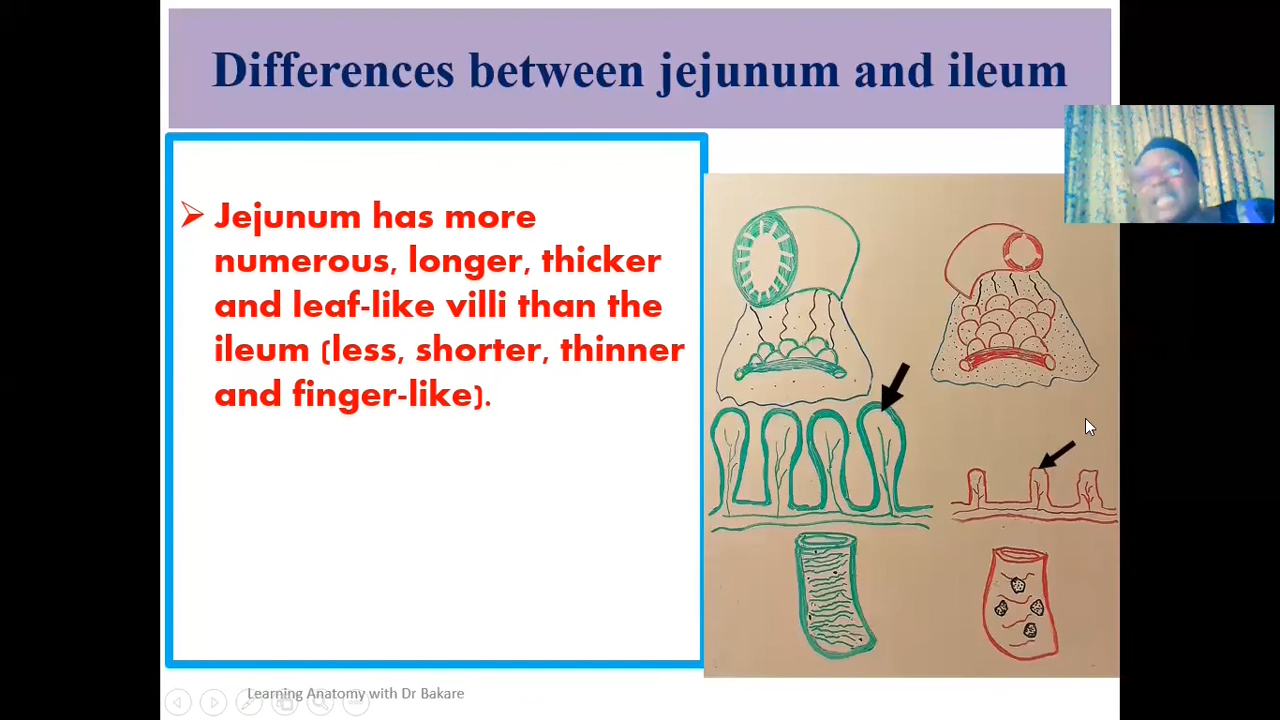 Differences between jejunum and ileum
Jejunum has more
numerous, longer, thicker
and leaf-like villi than the
ileum (less, shorter, thinner
and finger-like).
Learning Anatomy with Dr Bakare